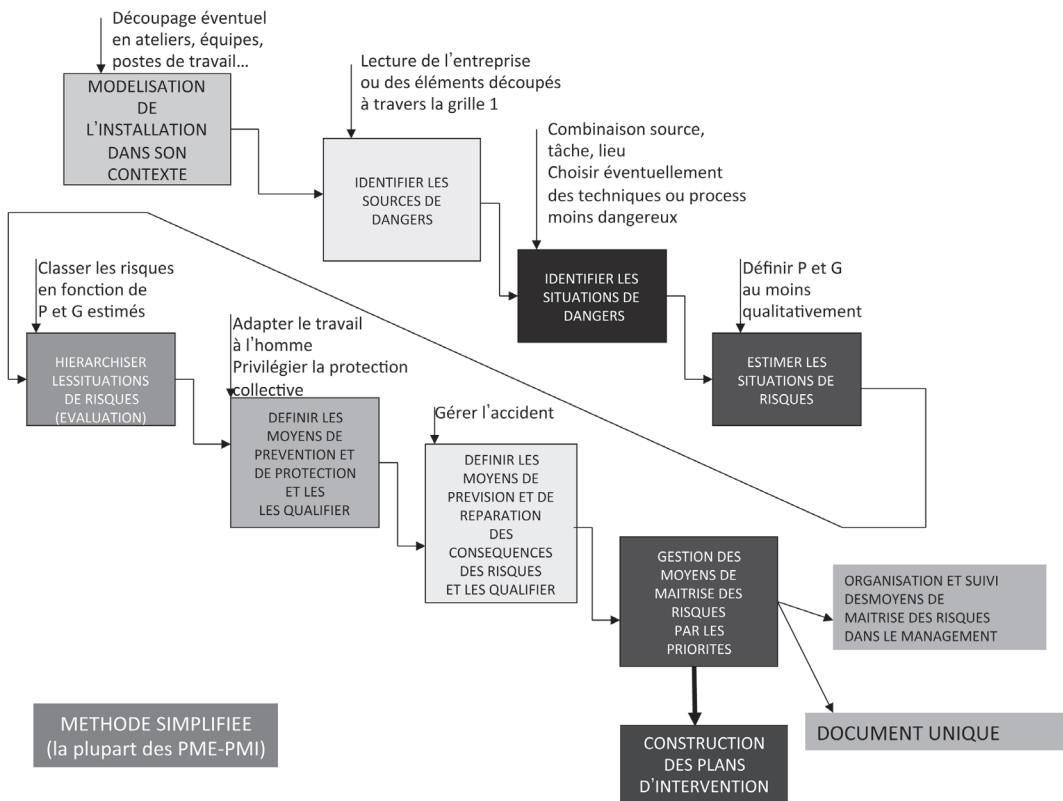 Découpage éventuel
en ateliers, équipes,
postes de travail…
MODELISATION
DE
L’INSTALLATION
DANS SON
CONTEXTE
Lecture de l’entreprise
ou des éléments découpés
à travers la grille 1
IDENTIFIER LES
SOURCES DE
DANGERS
Combinaison source,
tâche, lieu
Choisir éventuellement
des techniques ou process
moins dangereux
IDENTIFIER LES
SITUATIONS DE
DANGERS
Définir P et G
au moins
qualitativement
ESTIMER LES
SITUATIONS DE
RISQUES
Classer les risques
en fonction de
P et G estimés
HIERARCHISER
LESSITUATIONS
DE RISQUES
(EVALUATION)
Adapter le travail
à l’homme
Privilégier la protection
collective
DEFINIR LES
MOYENS DE
PREVENTION ET
DE PROTECTION
ET LES
LES QUALIFIER
Gérer l’accident
DEFINIR LES
MOYENS DE
PREVISION ET DE
REPARATION
DES
CONSEQUENCES
DES RISQUES
ET LES QUALIFIER
GESTION DES
MOYENS DE
MAITRISE DES
RISQUES
PAR LES
PRIORITES
ORGANISATION ET SUIVI
DESMOYENS DE
MAITRISE DES RISQUES
DANS LE MANAGEMENT
DOCUMENT UNIQUE
CONSTRUCTION
DES PLANS
D’INTERVENTION
METHODE SIMPLIFIEE
(la plupart des PME-PMI)